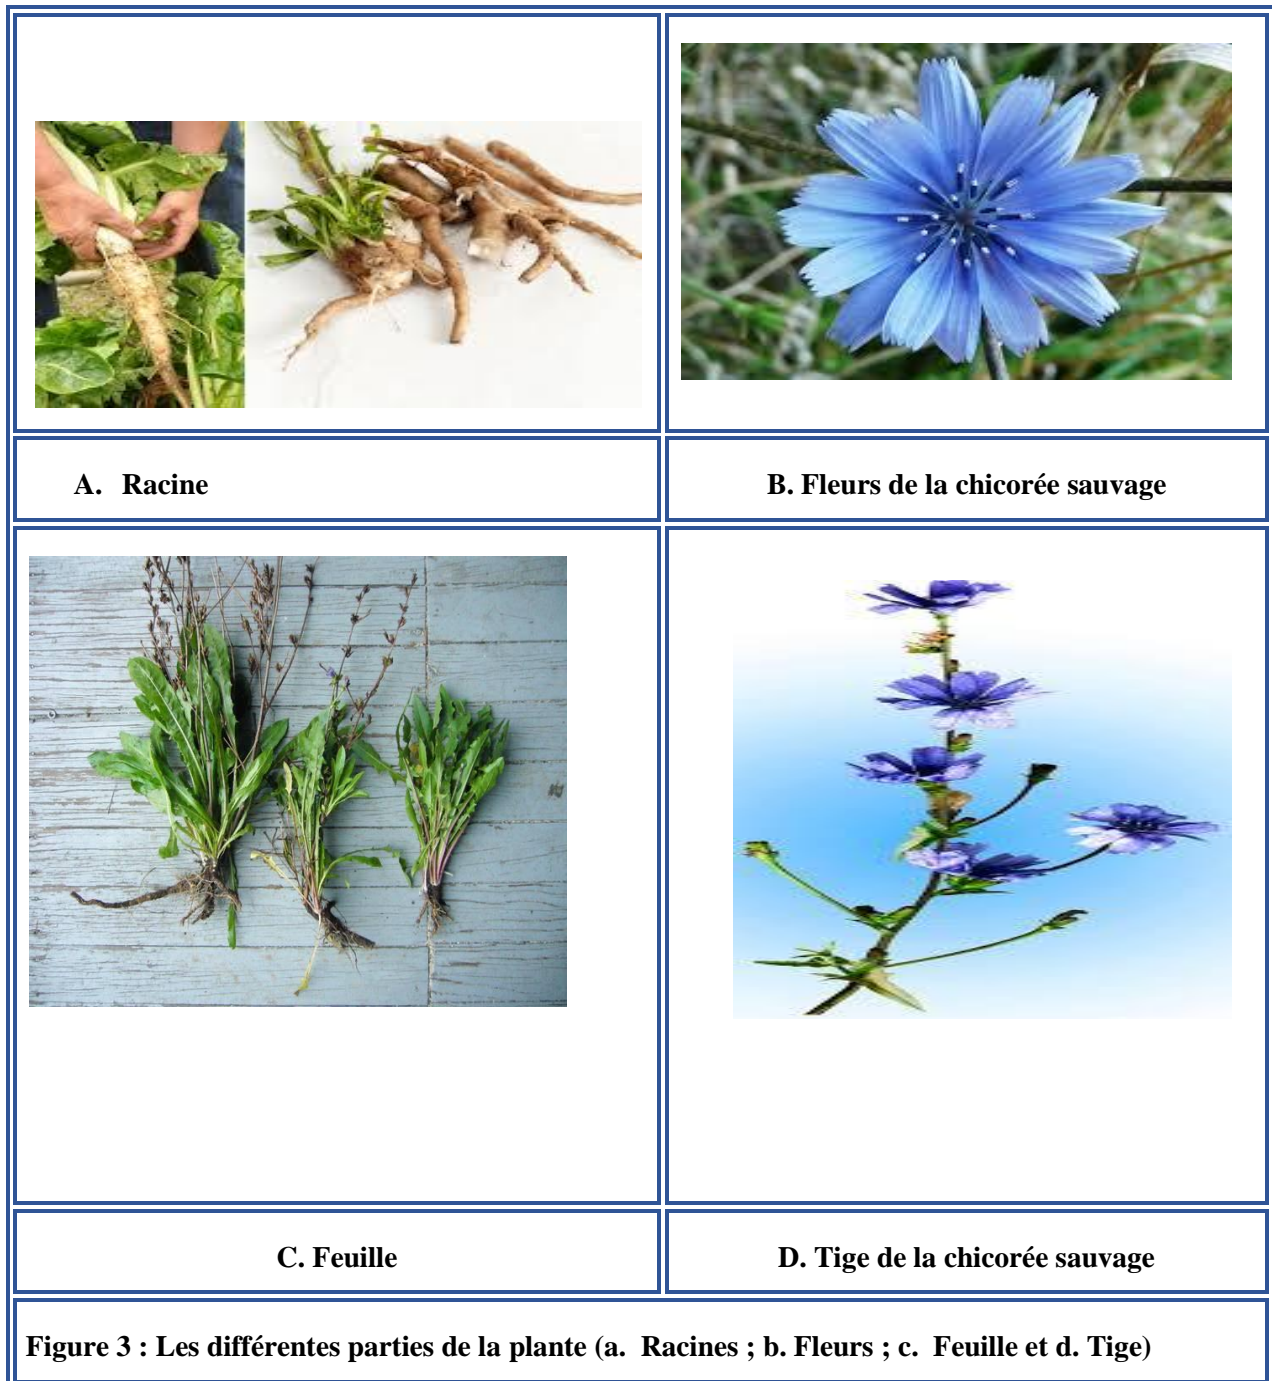 A. Racine
B. Fleurs de la chicorée sauvage
C. Feuille
D. Tige de la chicorée sauvage
Figure 3 : Les différentes parties de la plante (a. Racines ; b. Fleurs ; c. Feuille et d. Tige)